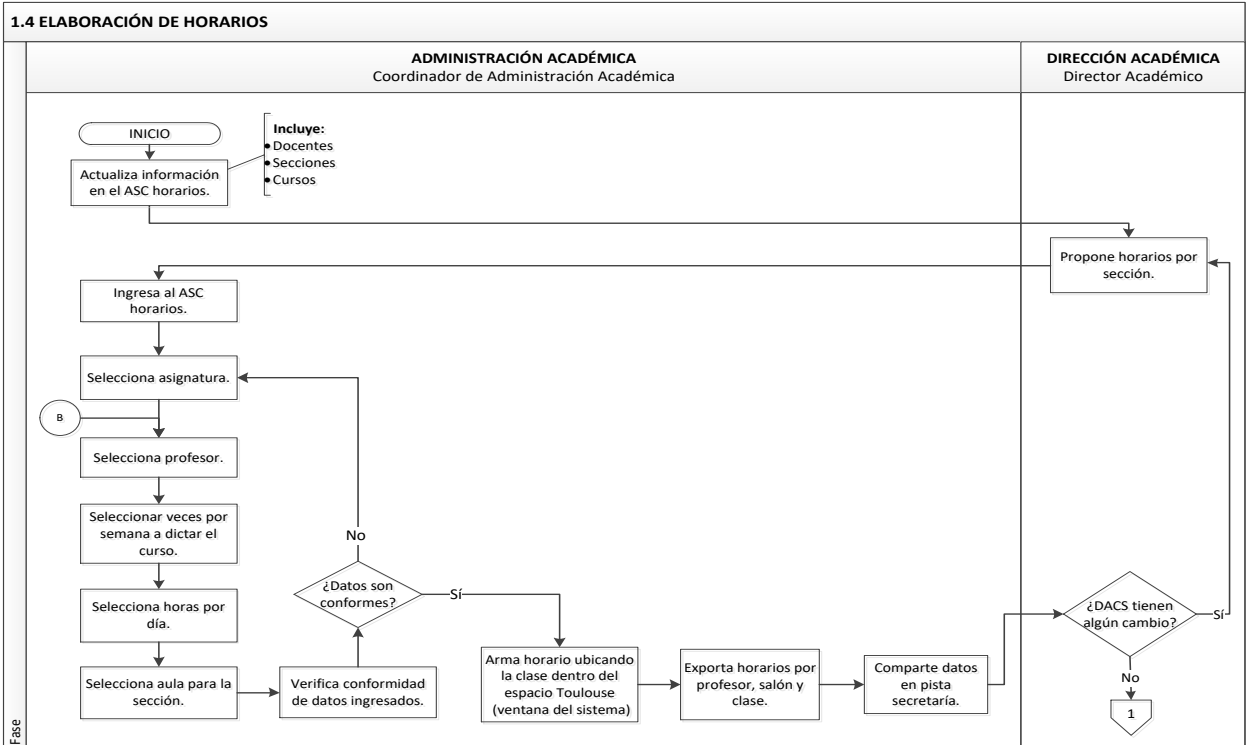 1.4 ELABORACIÓN DE HORARIOS
ADMINISTRACIÓN ACADÉMICA
Coordinador de Administración Académica
DIRECCIÓN ACADÉMICA
Director Académico
INICIO
Incluye:
• Docentes
• Secciones
• Cursos
Actualiza información
en el ASC horarios.
Propone horarios por
sección.
Ingresa al ASC
horarios.
Selecciona asignatura.
B
Selecciona profesor.
Seleccionar veces por
semana a dictar el
curso.
No
¿Datos son
conformes?
Sí
Selecciona horas por
día.
¿DACS tienen
algún cambio?
Sí
Selecciona aula para la
sección.
Verifica conformidad
de datos ingresados.
Arma horario ubicando
la clase dentro del
espacio Toulouse
(ventana del sistema)
Exporta horarios por
profesor, salón y
clase.
Comparte datos
en pista
secretaría.
No
1
Fase